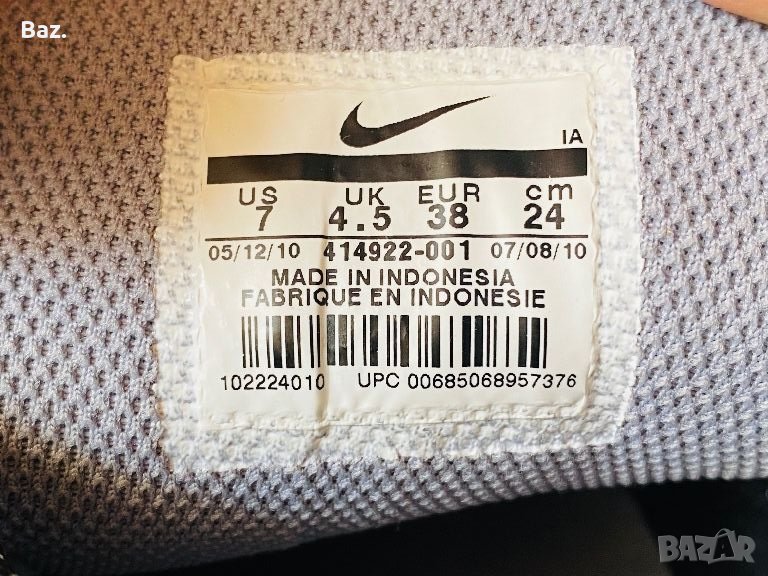 Baz.
IA
US UK EUR cm
7 4.5 38 24
05/12/10 414922-001 07/08/10
MADE IN INDONESIA
FABRIQUE EN INDONESIE
102224010 UPC 00685068957376
BAZAR